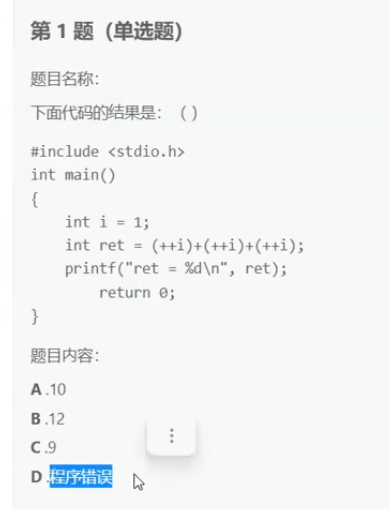 第 1 题（单选题）
题目名称：
下面代码的结果是：（ ）
#include <stdio.h>
int main()
{
    int i = 1;
    int ret = (++i)+(++i)+(++i);
    printf("ret = %d\n", ret);
        return 0;
}
题目内容：
A .10
B .12
C .9
D .程序错误